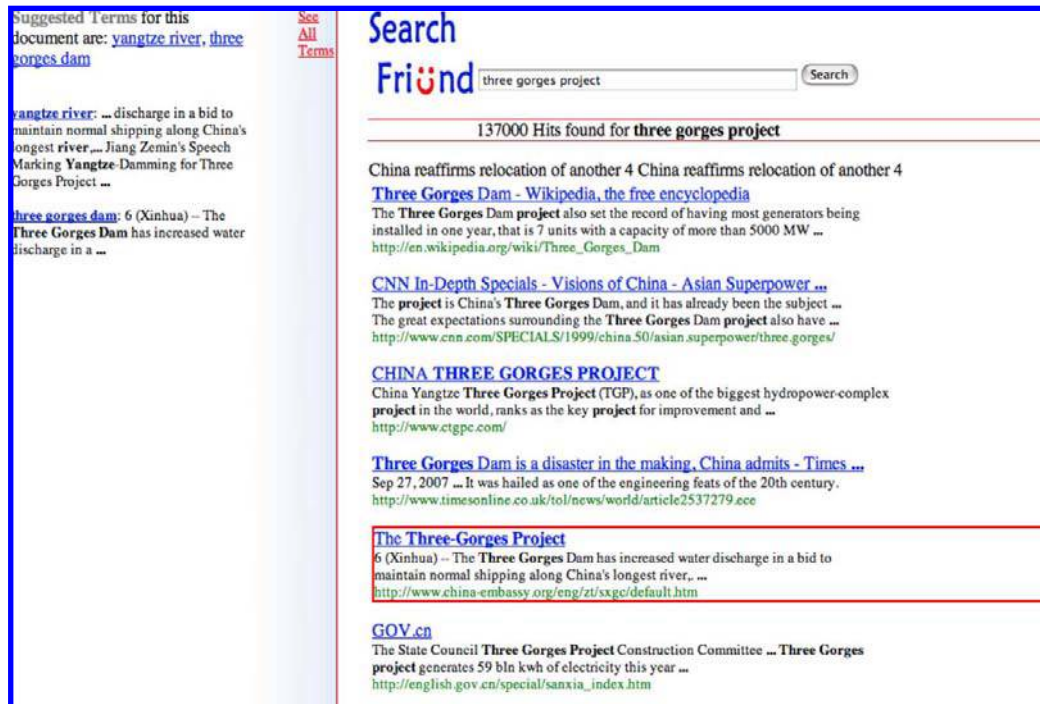 Suggested Terms for this
document are: yangtze river, three
gorges dam
See
All
Terms
yangtze river: ... discharge in a bid to
maintain normal shipping along China's
longest river,... Jiang Zemin's Speech
Marking Yangtze-Damming for Three
Gorges Project ...
three gorges dam: 6 (Xinhua) -- The
Three Gorges Dam has increased water
discharge in a ...
Search
Friünd
three gorges project
Search
137000 Hits found for three gorges project
China reaffirms relocation of another 4 China reaffirms relocation of another 4
Three Gorges Dam - Wikipedia, the free encyclopedia
The Three Gorges Dam project also set the record of having most generators being
installed in one year, that is 7 units with a capacity of more than 5000 MW ...
http://en.wikipedia.org/wiki/Three_Gorges_Dam
CNN In-Depth Specials - Visions of China - Asian Superpower ...
The project is China's Three Gorges Dam, and it has already been the subject ...
The great expectations surrounding the Three Gorges Dam project also have ...
http://www.cnn.com/SPECIALS/1999/china.50/asian.superpower/three.gorges/
CHINA THREE GORGES PROJECT
China Yangtze Three Gorges Project (TGP), as one of the biggest hydropower-complex
project in the world, ranks as the key project for improvement and ...
http://www.ctgpc.com/
Three Gorges Dam is a disaster in the making, China admits - Times ...
Sep 27, 2007 ... It was hailed as one of the engineering feats of the 20th century.
http://www.timesonline.co.uk/tol/news/world/article2537279.ece
The Three-Gorges Project
6 (Xinhua) -- The Three Gorges Dam has increased water discharge in a bid to
maintain normal shipping along China's longest river,. ...
http://www.china-embassy.org/eng/zt/sxgc/default.htm
GOV.cn
The State Council Three Gorges Project Construction Committee ... Three Gorges
project generates 59 bln kwh of electricity this year ...
http://english.gov.cn/special/sanxia_index.htm